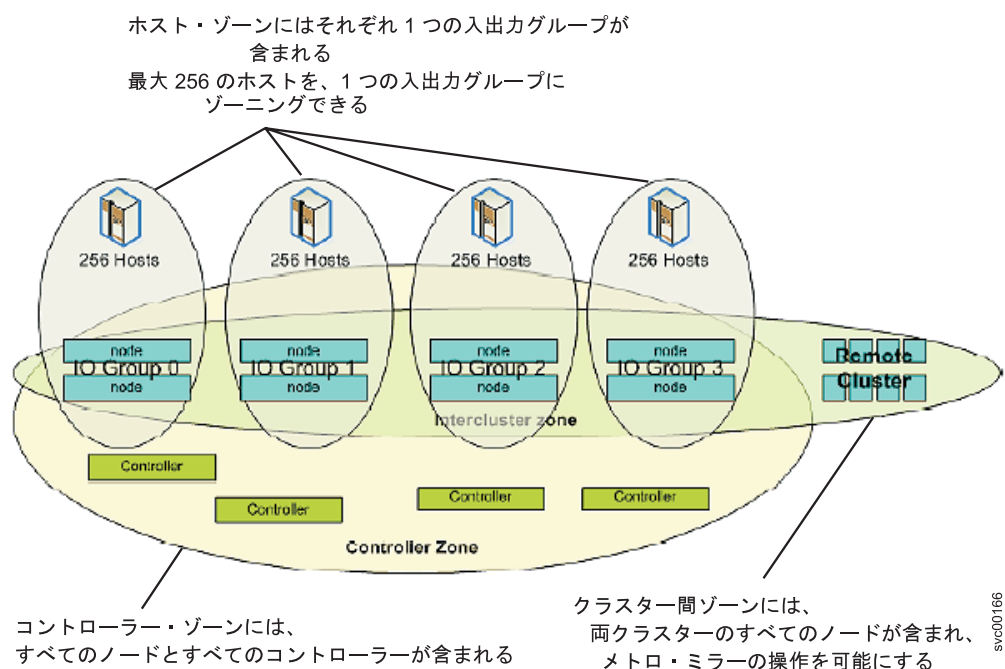 ホスト・ゾーンにはそれぞれ 1 つの入出力グループが
含まれる
最大 256 のホストを、1 つの入出力グループに
ゾーニングできる
256 Hosts
256 Hosts
256 Hosts
256 Hosts
node
node
node
node
IO Group 0
IO Group 1
IO Group 2
IO Group 3
Remote
Cluster
node
node
node
node
Intercluster zone
Controller
Controller
Controller
Controller
Controller Zone
コントローラー・ゾーンには、
すべてのノードとすべてのコントローラーが含まれる
クラスター間ゾーンには、
両クラスターのすべてのノードが含まれ、
メトロ・ミラーの操作を可能にする
svc00166